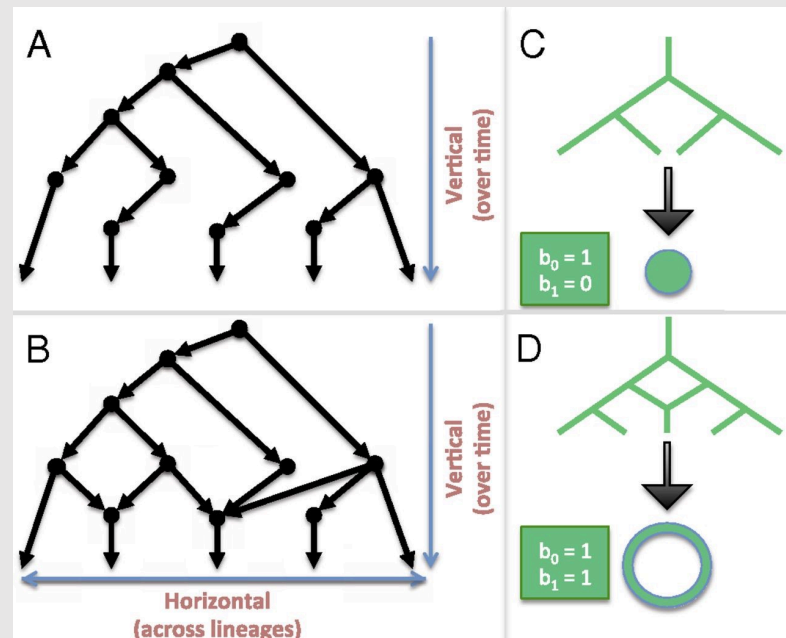 A
Vertical
(over time)
C
b₀ = 1
b₁ = 0
B
Vertical
(over time)
Horizontal
(across lineages)
D
b₀ = 1
b₁ = 1